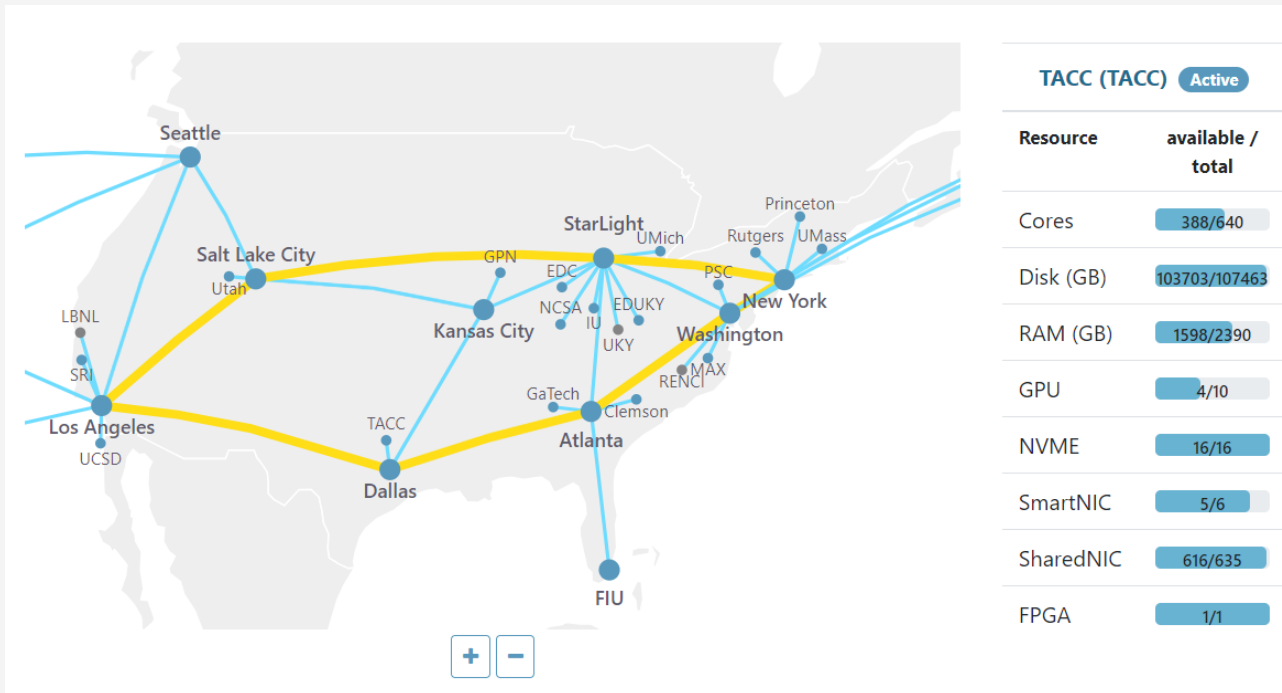 Seattle
Salt Lake City
Utah
LBNL
SRI
Los Angeles
UCSD
GPN
Kansas City
TACC
Dallas
StarLight
UMich
EDC
NCSA
IU
EDUKY
UKY
PSC
Princeton
Rutgers
UMass
New York
Washington
MAX
RENCI
GaTech
Clemson
Atlanta
FIU
+
−
TACC (TACC) Active
Resource available /
total
Cores 388/640
Disk (GB) 103703/107463
RAM (GB) 1598/2390
GPU 4/10
NVME 16/16
SmartNIC 5/6
SharedNIC 616/635
FPGA 1/1